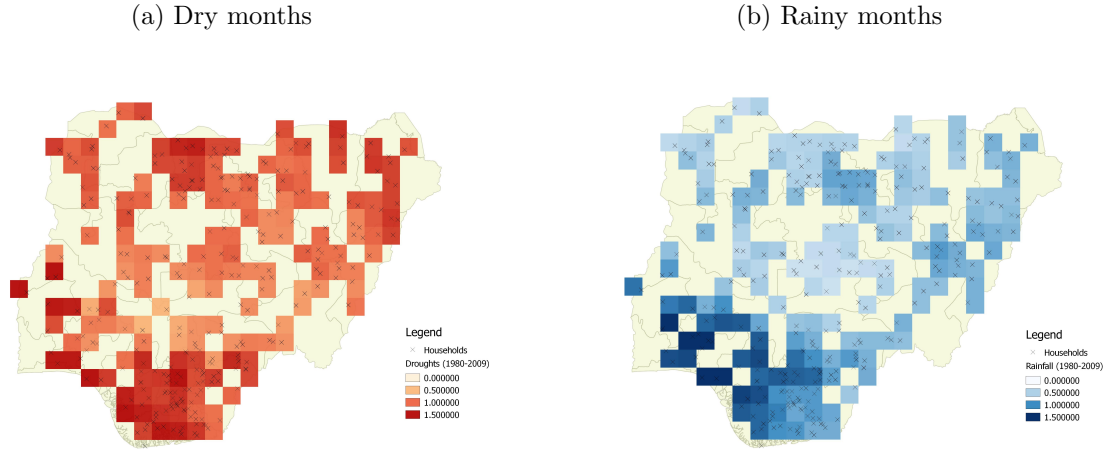 (a) Dry months
(b) Rainy months
Legend
Households
Droughts (1980-2009)
0.000000
0.500000
1.000000
1.500000
Legend
Households
Rainfall (1980-2009)
0.000000
0.500000
1.000000
1.500000